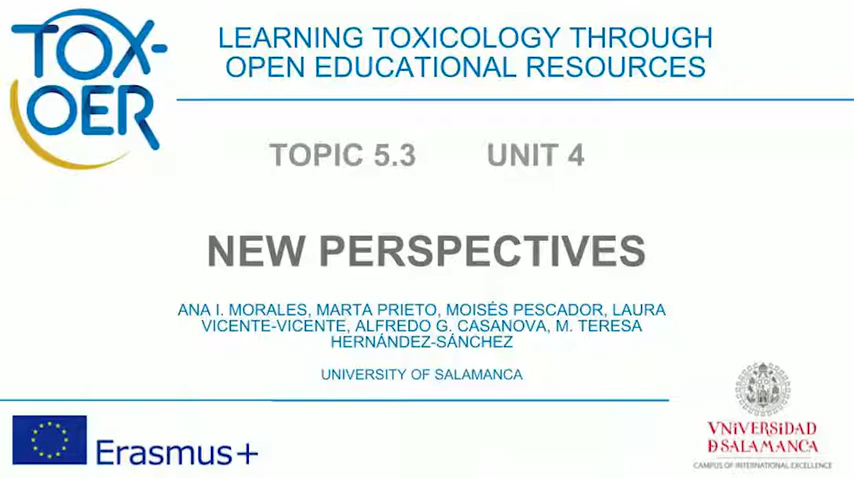 TOX-
OER
LEARNING TOXICOLOGY THROUGH
OPEN EDUCATIONAL RESOURCES
TOPIC 5.3 UNIT 4
NEW PERSPECTIVES
ANA I. MORALES, MARTA PRIETO, MOISÉS PESCADOR, LAURA
VICENTE-VICENTE, ALFREDO G. CASANOVA, M. TERESA
HERNÁNDEZ-SÁNCHEZ
UNIVERSITY OF SALAMANCA
Erasmus+
VNiVERSiDAD
D SALAMANCA
CAMPUS OF INTERNATIONAL EXCELLENCE